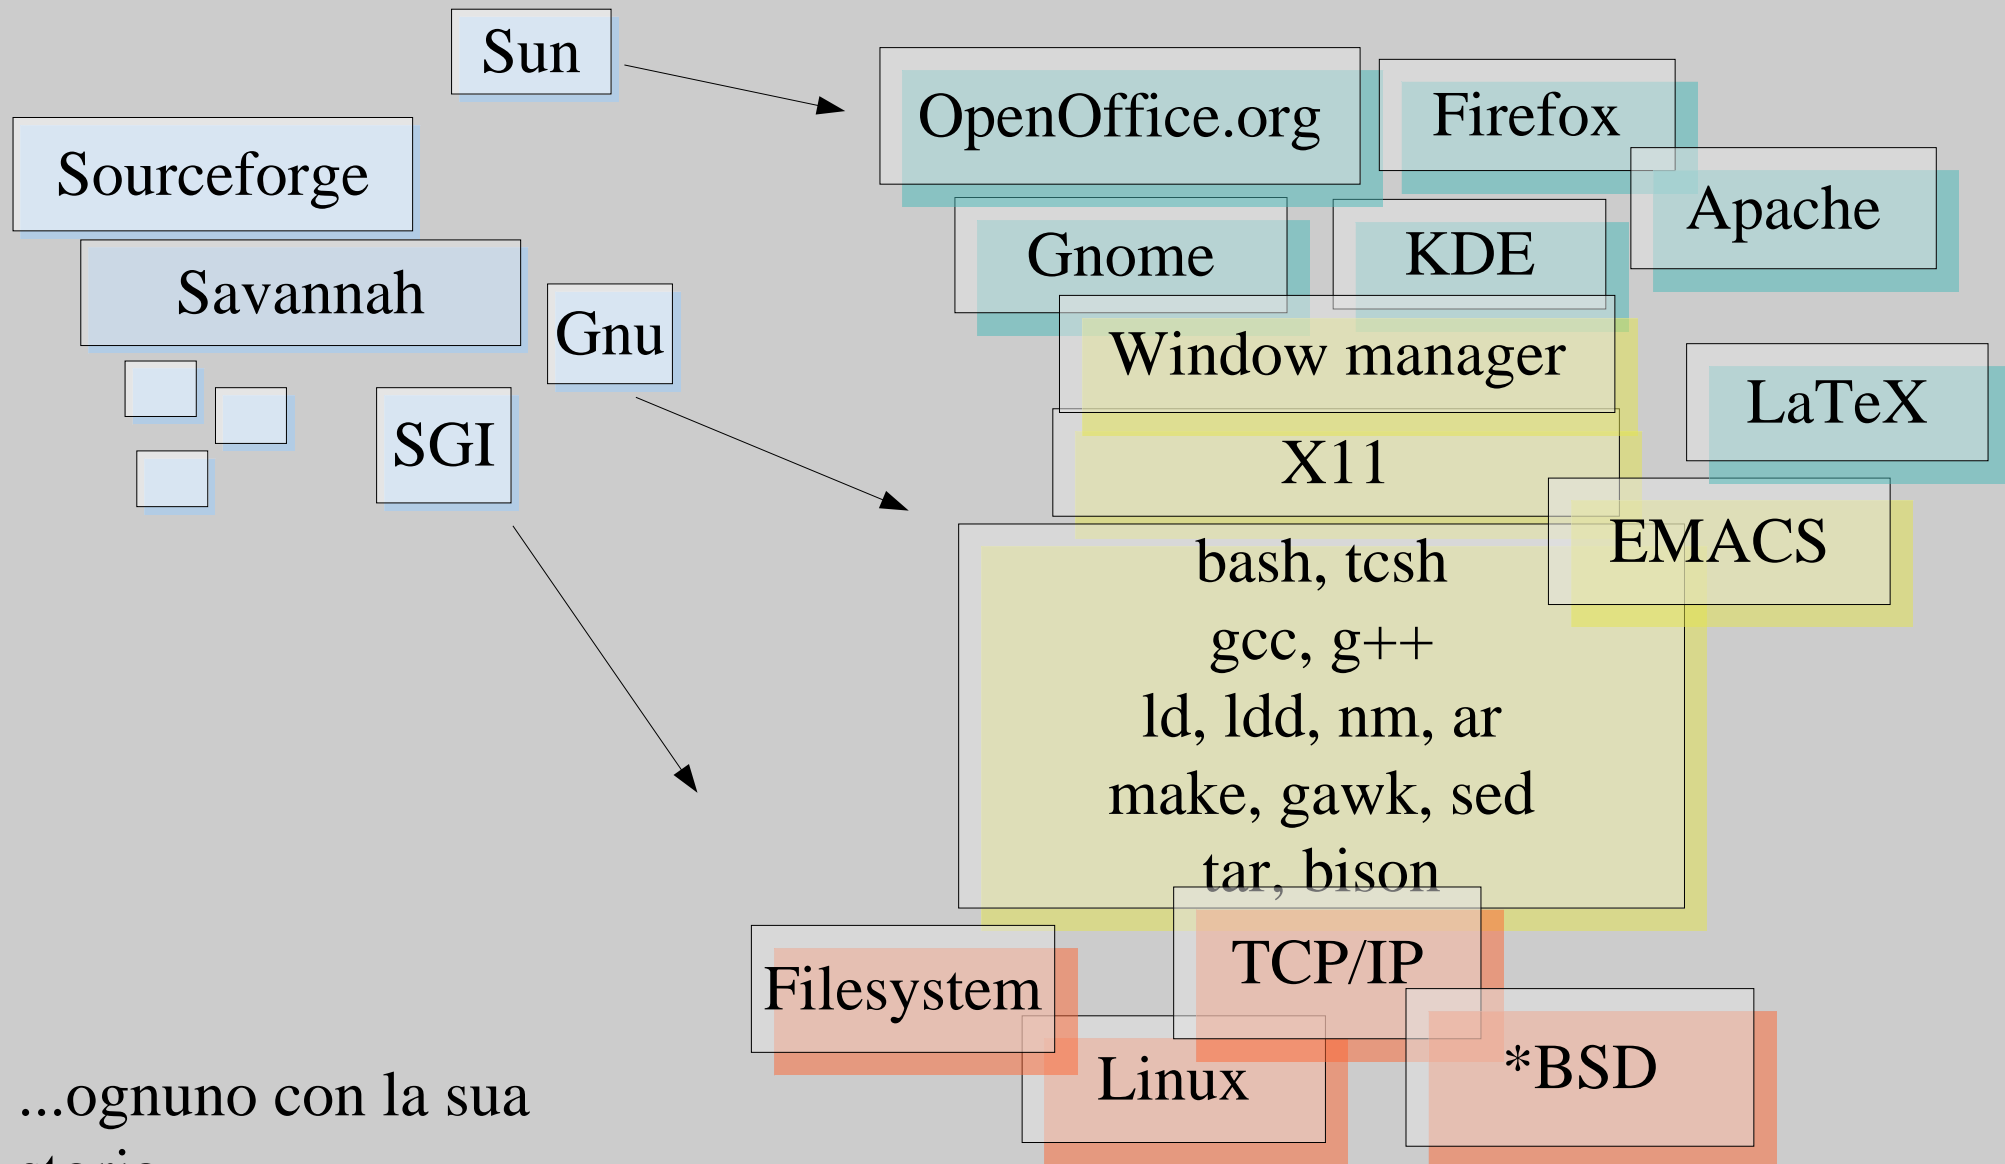 Sun
OpenOffice.org
Firefox
Sourceforge
Apache
Gnome
KDE
Savannah
Gnu
Window manager
LaTeX
SGI
X11
EMACS
bash, tcsh
gcc, g++
ld, ldd, nm, ar
make, gawk, sed
tar, bison
TCP/IP
Filesystem
Linux
*BSD
...ognuno con la sua